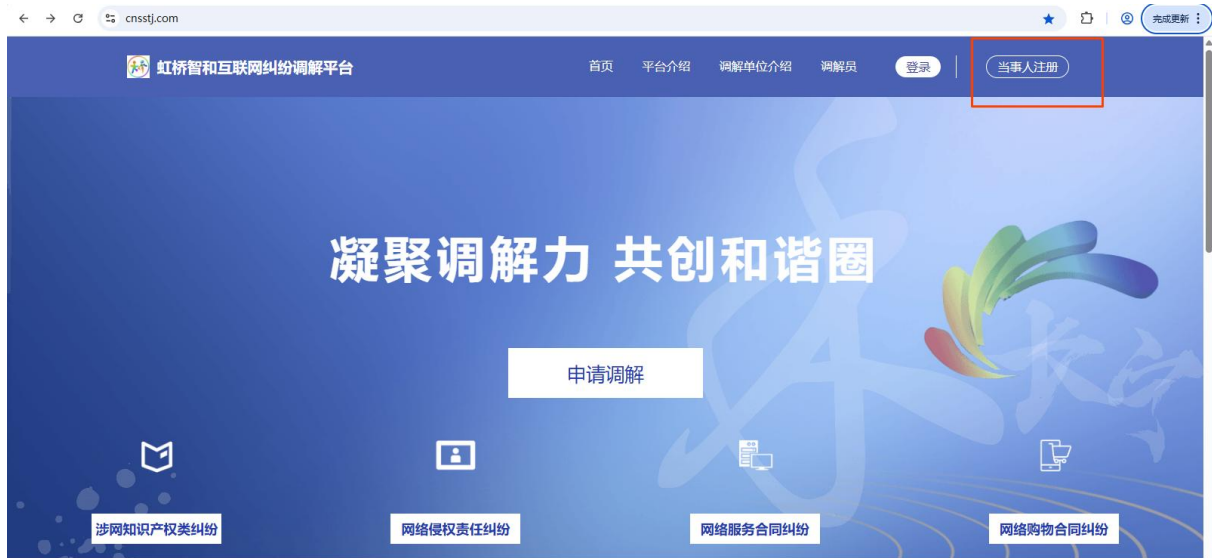 cnsstj.com
完成更新
虹桥智和互联网纠纷调解平台
首页 平台介绍 调解单位介绍 调解员 登录 当事人注册
凝聚调解力 共创和谐圈
申请调解
涉网知识产权类纠纷 网络侵权责任纠纷 网络服务合同纠纷 网络购物合同纠纷